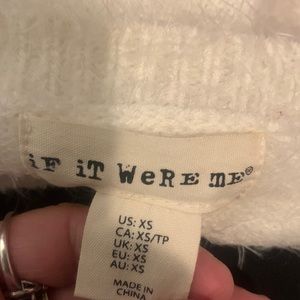 iF iT WeRE mE®
US: XS
CA: XS/TP
UK: XS
EU: XS
AU: XS
MADE IN
CHINA